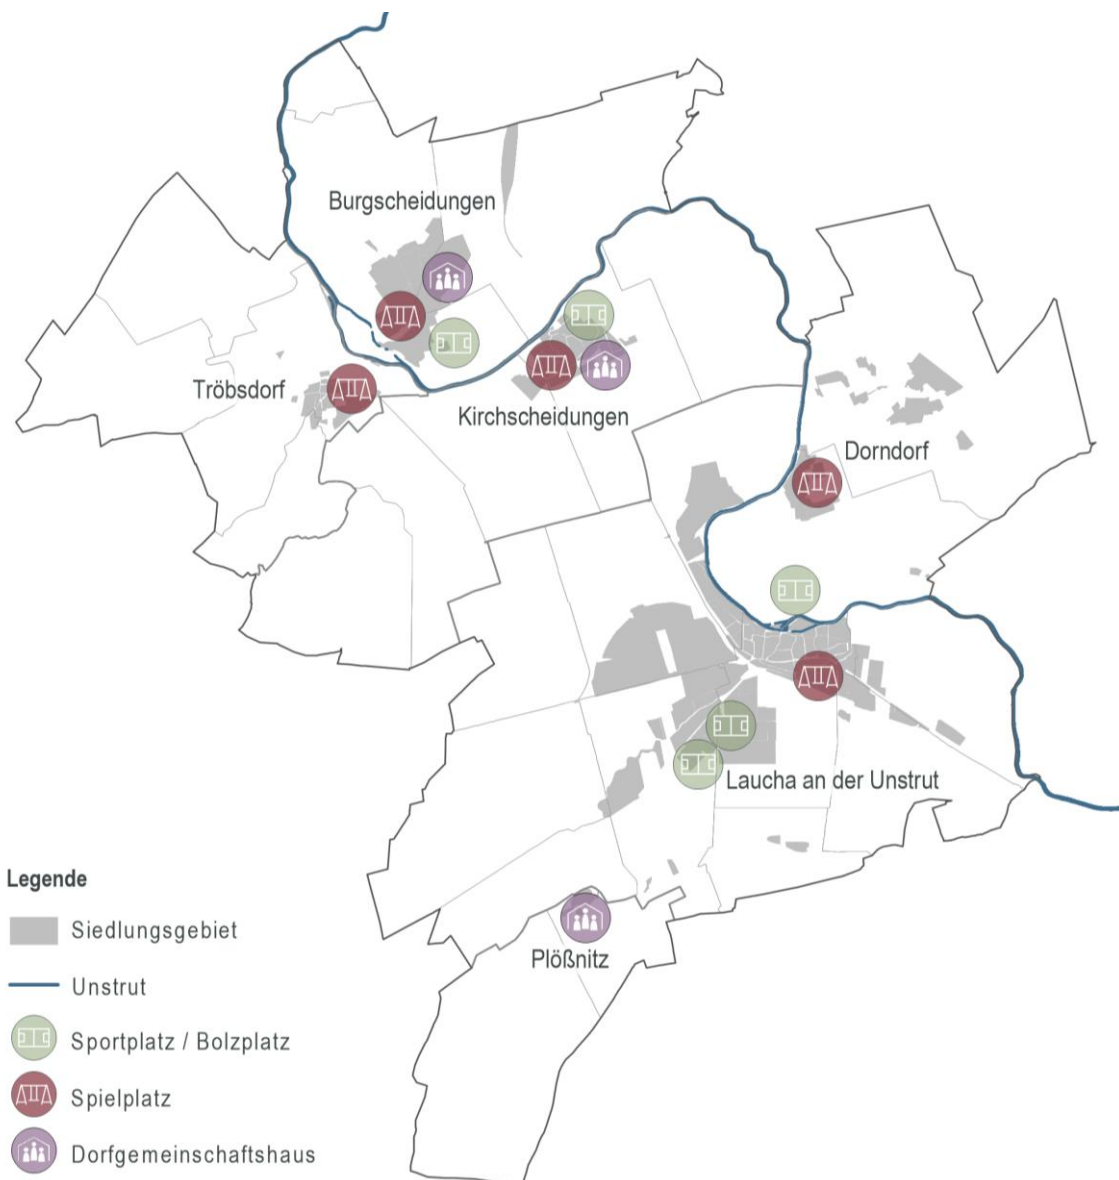 Burgscheidungen
Tröbsdorf
Kirchscheidungen
Dorndorf
Laucha an der Unstrut
Plößnitz
Legende
Siedlungsgebiet
Unstrut
Sportplatz / Bolzplatz
Spielplatz
Dorfgemeinschaftshaus